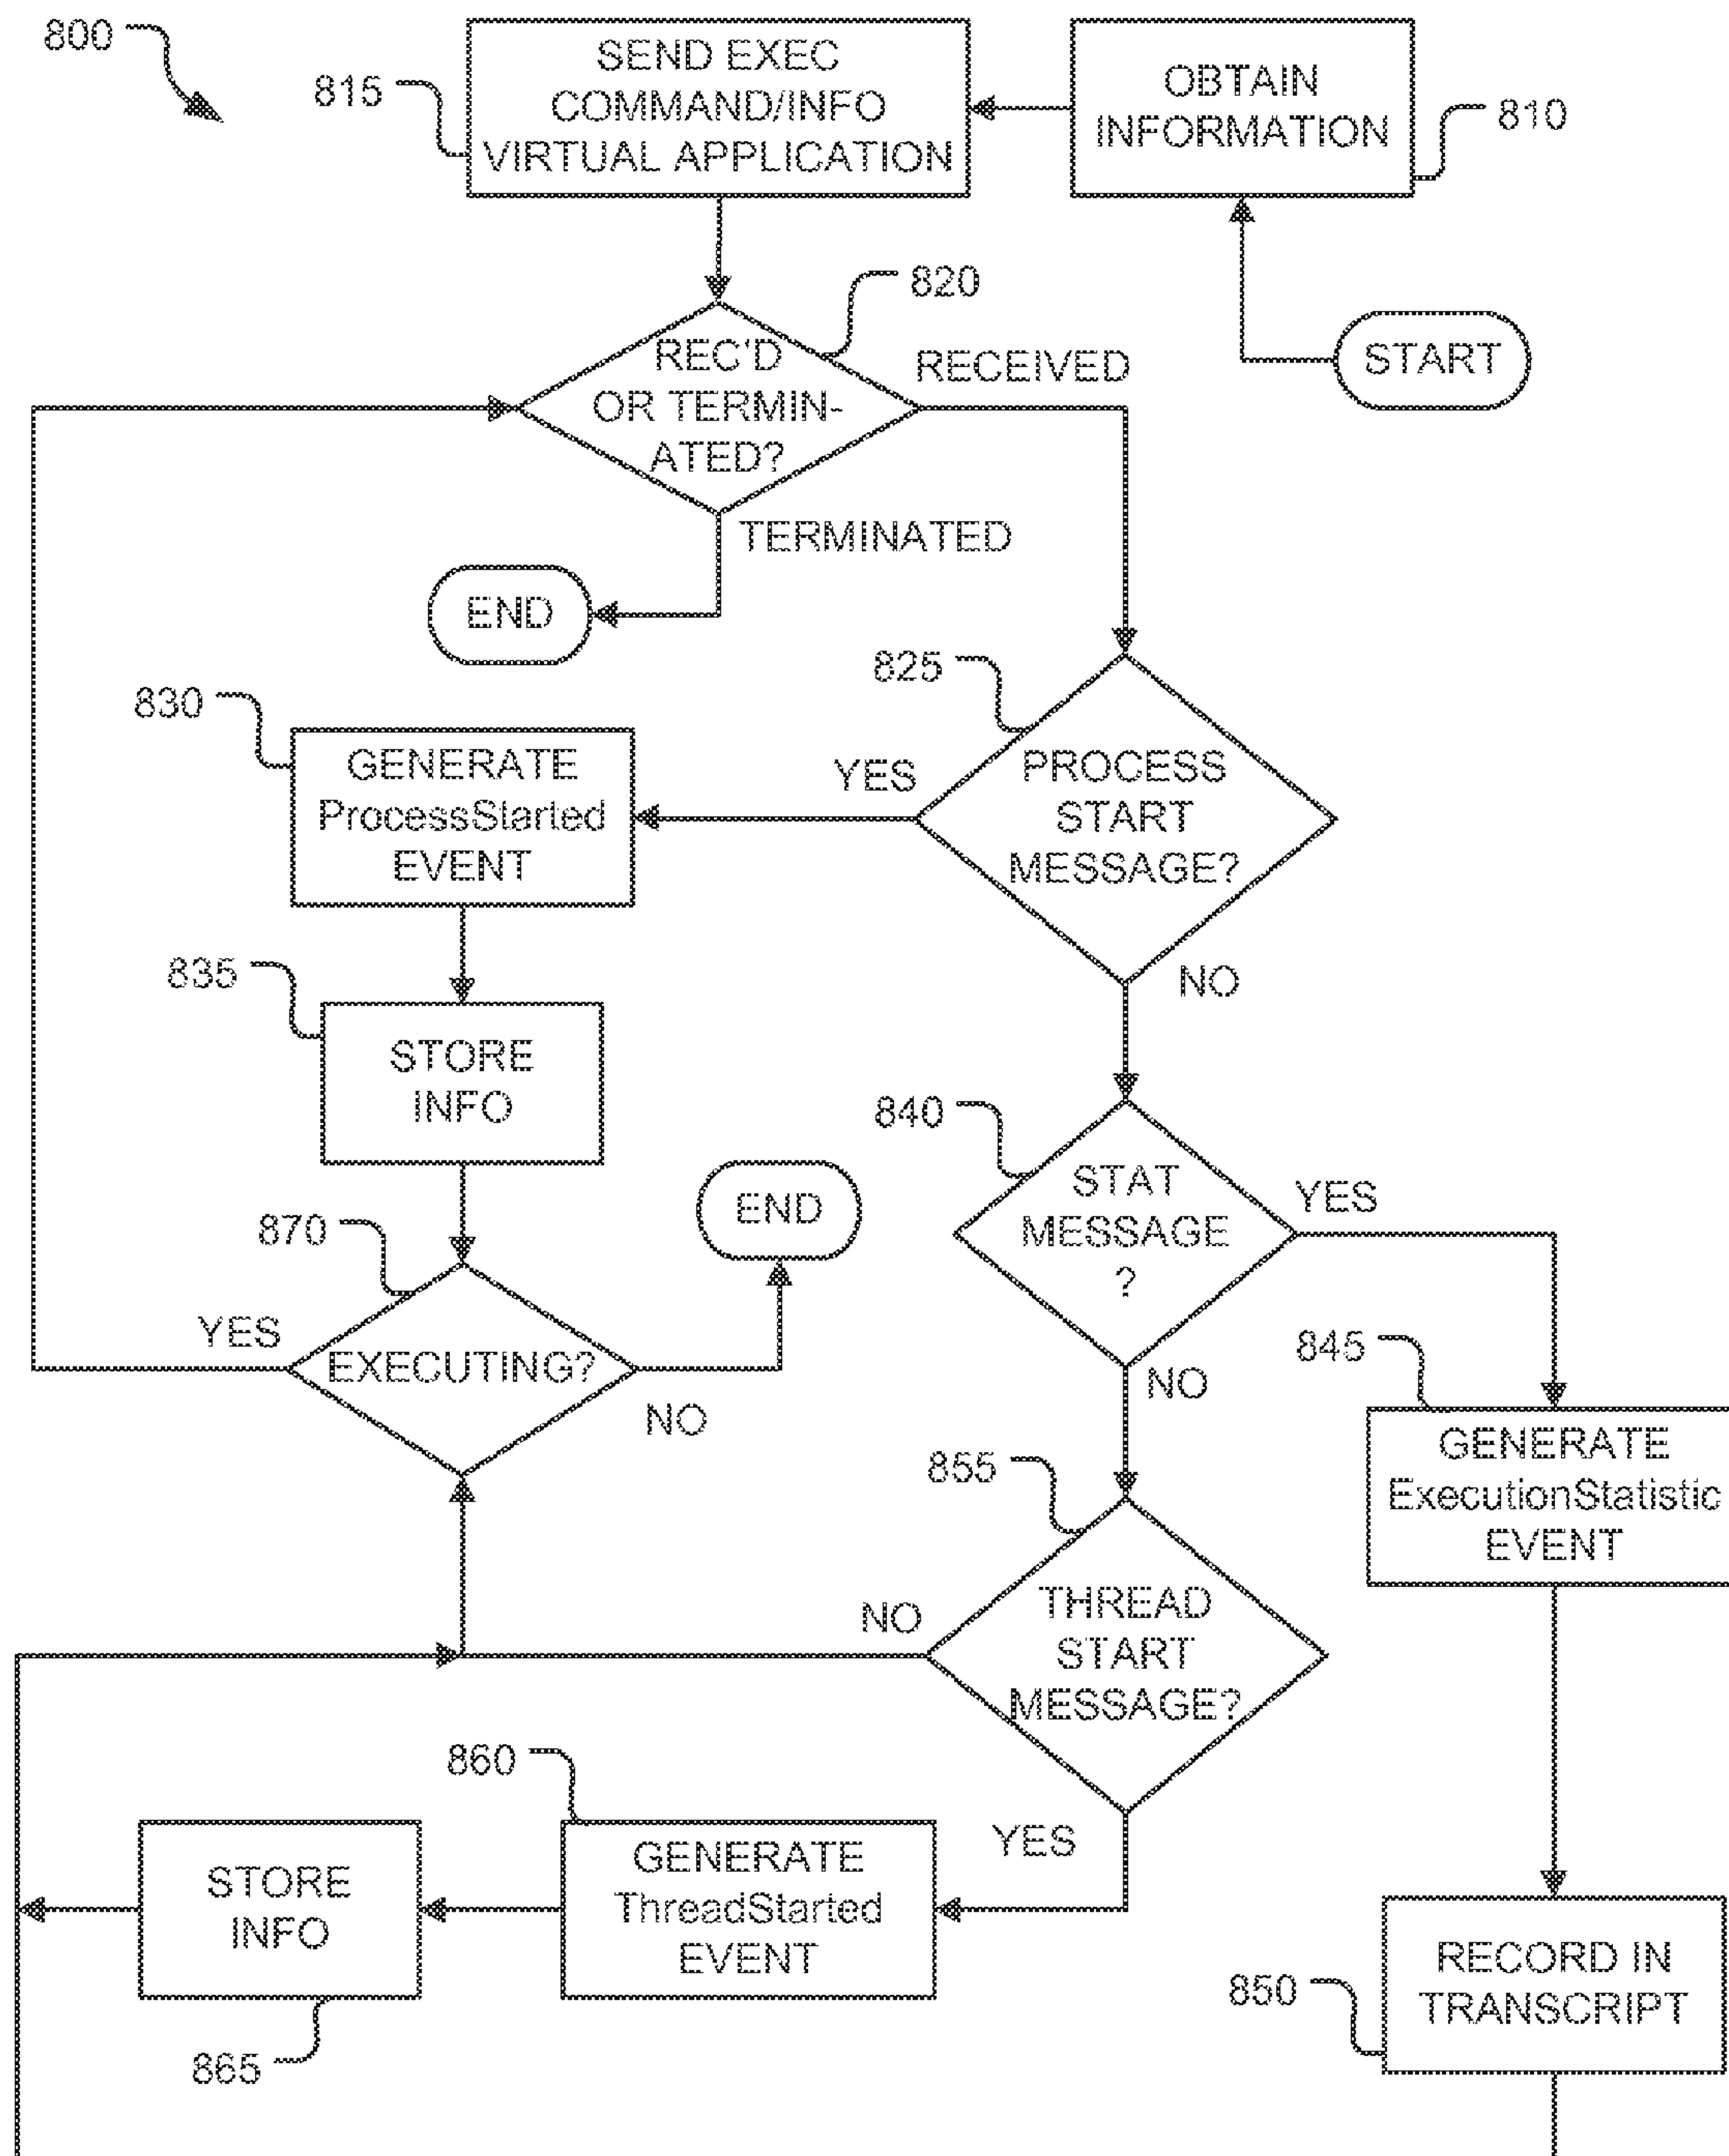 800
815
SEND EXEC
COMMAND/INFO
VIRTUAL APPLICATION
OBTAIN
INFORMATION
810
820
REC'D
OR TERMIN-
ATED?
RECEIVED
START
TERMINATED
END
825
830
GENERATE
ProcessStarted
EVENT
YES
PROCESS
START
MESSAGE?
NO
835
STORE
INFO
840
STAT
MESSAGE
?
YES
END
870
YES
EXECUTING?
NO
NO
845
GENERATE
ExecutionStatistic
EVENT
855
THREAD
START
MESSAGE?
NO
YES
860
GENERATE
ThreadStarted
EVENT
STORE
INFO
865
850
RECORD IN
TRANSCRIPT